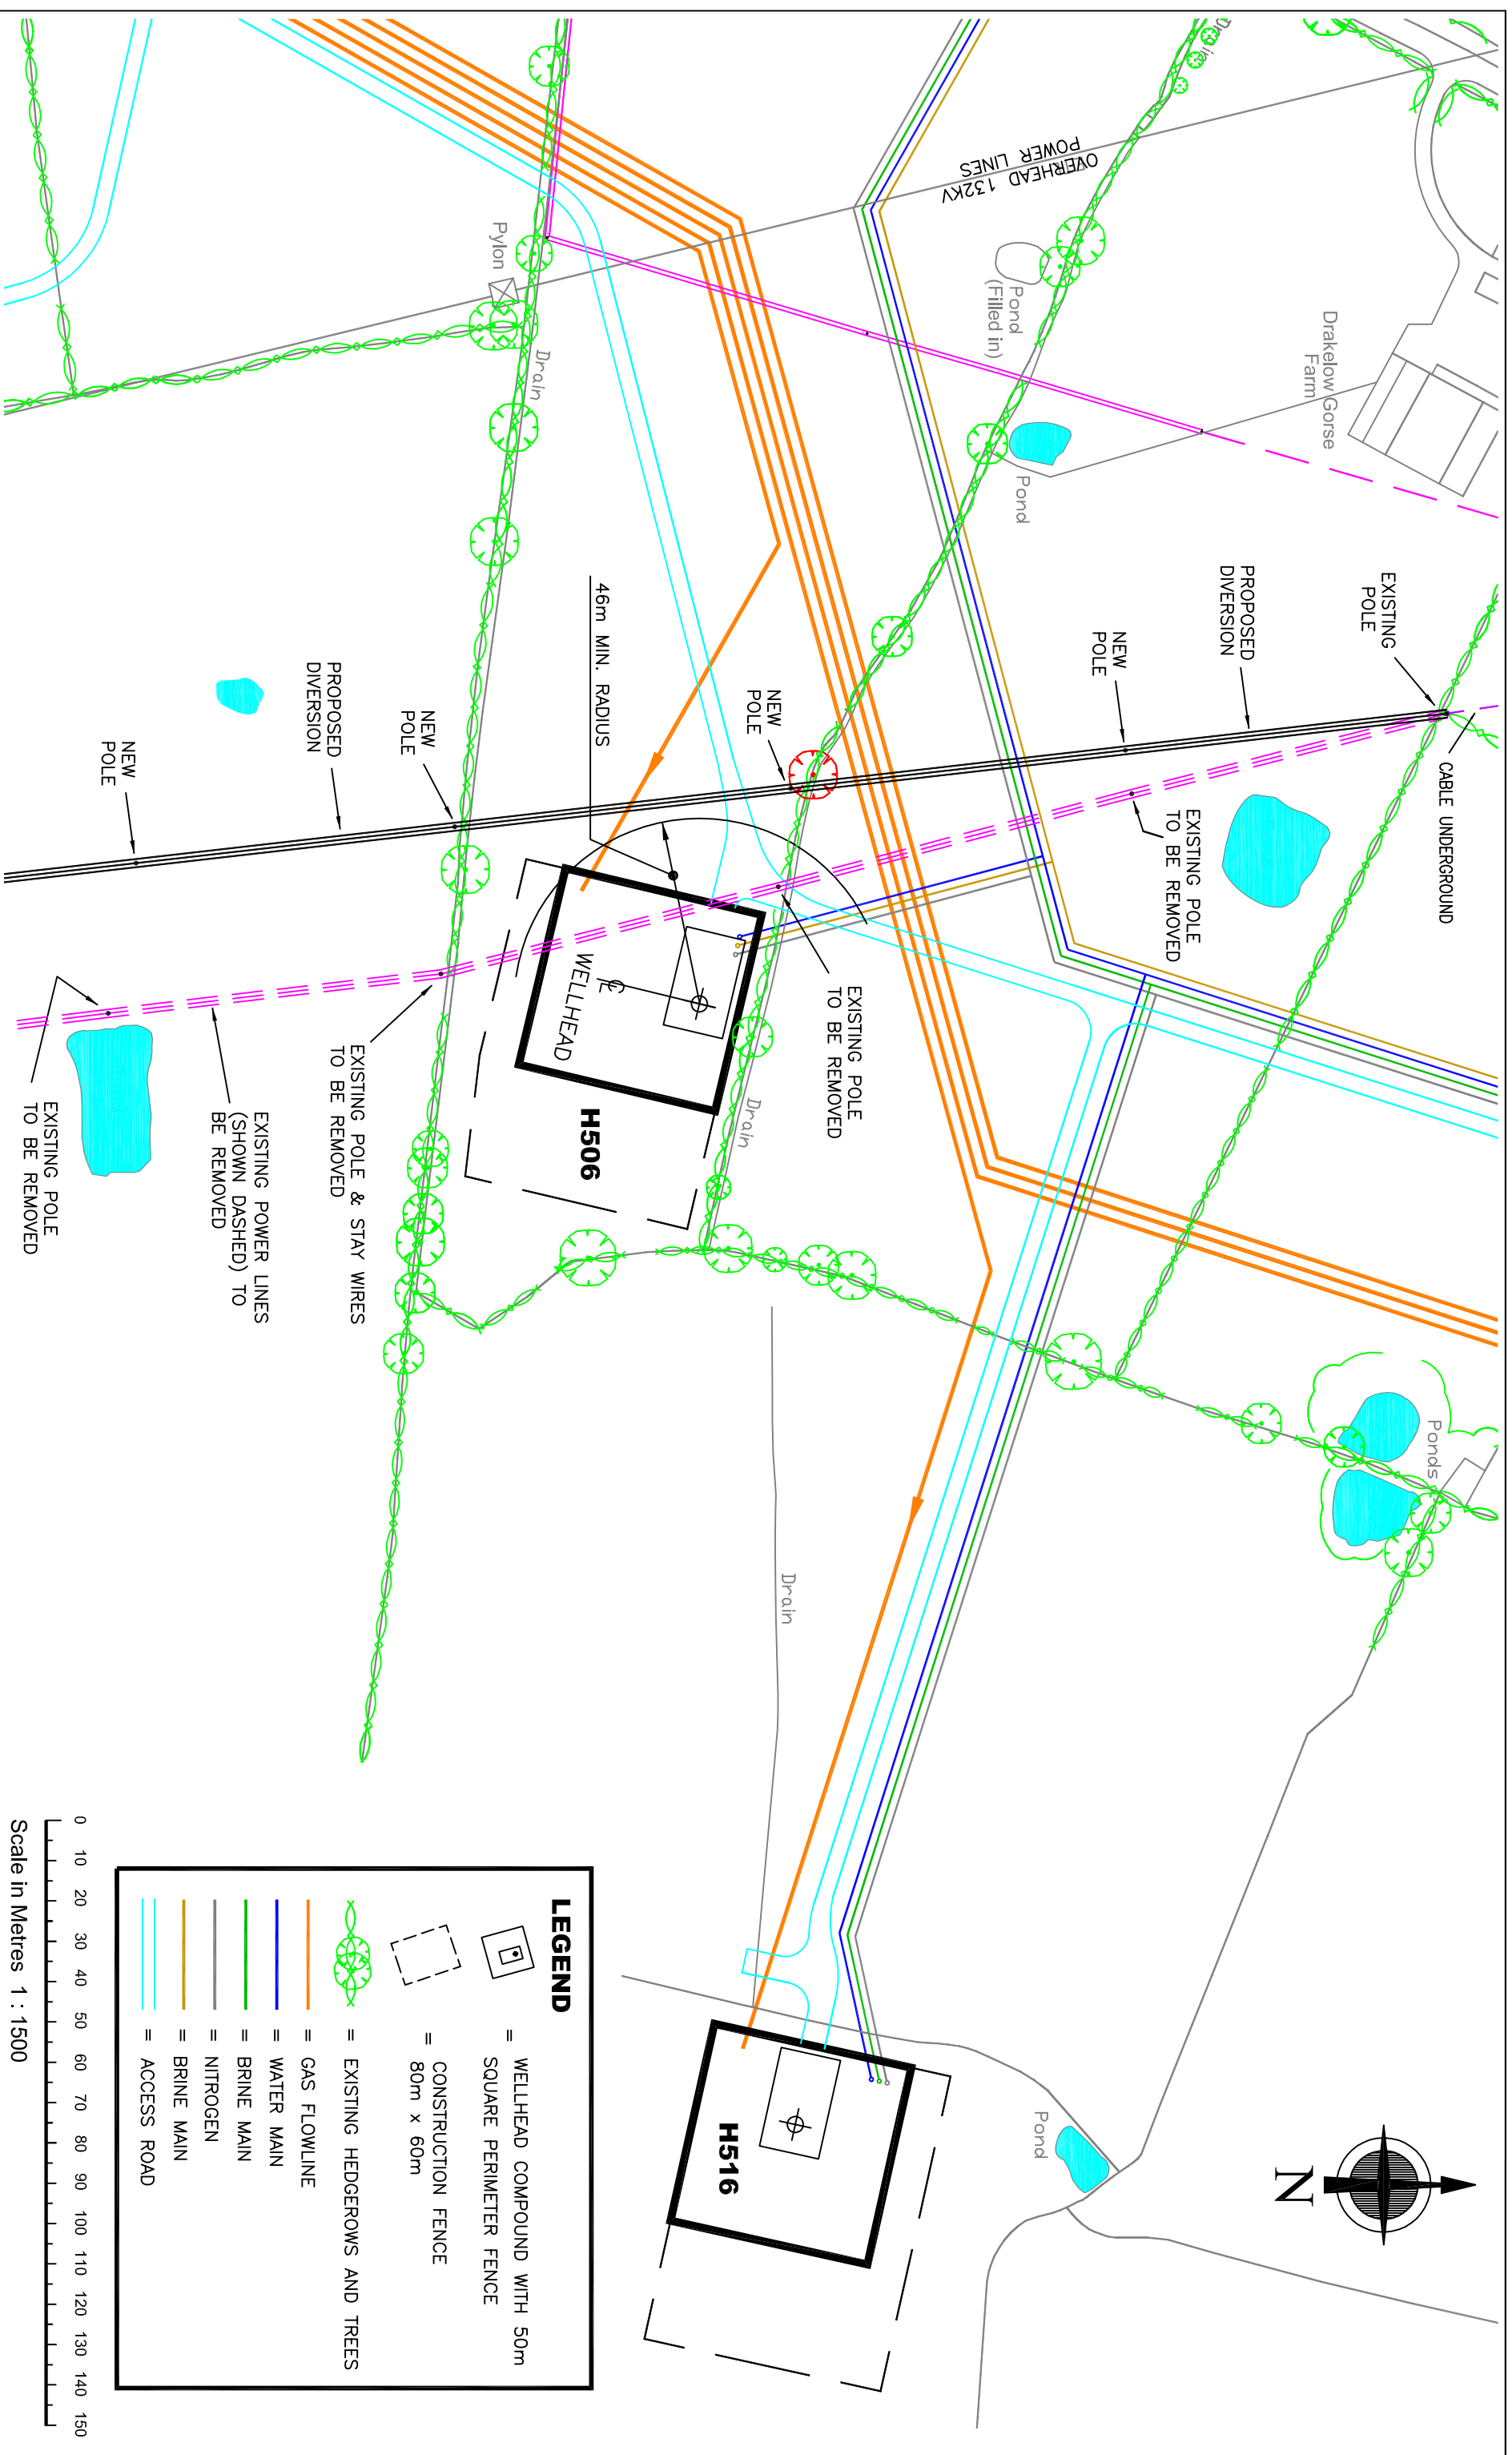 Drain
OVERHEAD 132KV
POWER LINES
Drakelow Gorse
Farm
Pond
(Filled in)
Pond
Pylon
Drain
EXISTING
POLE
PROPOSED
DIVERSION
NEW
POLE
CABLE UNDERGROUND
EXISTING POLE
TO BE REMOVED
46m MIN. RADIUS
NEW
POLE
NEW
POLE
PROPOSED
DIVERSION
NEW
POLE
EXISTING POLE
TO BE REMOVED
CL
WELLHEAD
H506
Drain
EXISTING POLE & STAY WIRES
TO BE REMOVED
EXISTING POWER LINES
(SHOWN DASHED) TO
BE REMOVED
EXISTING POLE
TO BE REMOVED
Ponds
Drain
Pond
H516
N
LEGEND
= WELLHEAD COMPOUND WITH 50m
SQUARE PERIMETER FENCE
= CONSTRUCTION FENCE
80m x 60m
= EXISTING HEDGEROWS AND TREES
= GAS FLOWLINE
= WATER MAIN
= BRINE MAIN
= NITROGEN
= BRINE MAIN
= ACCESS ROAD
0 10 20 30 40 50 60 70 80 90 100 110 120 130 140 150
Scale in Metres 1 : 1500